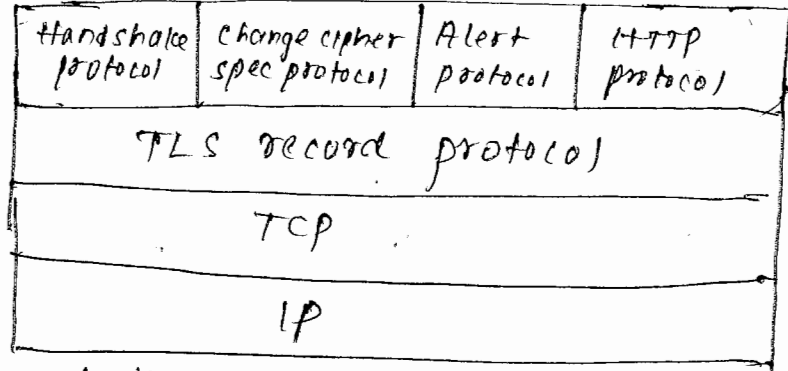 Handshake protocol
change cipher spec protocol
Alert protocol
HTTP protocol
TLS record protocol
TCP
IP